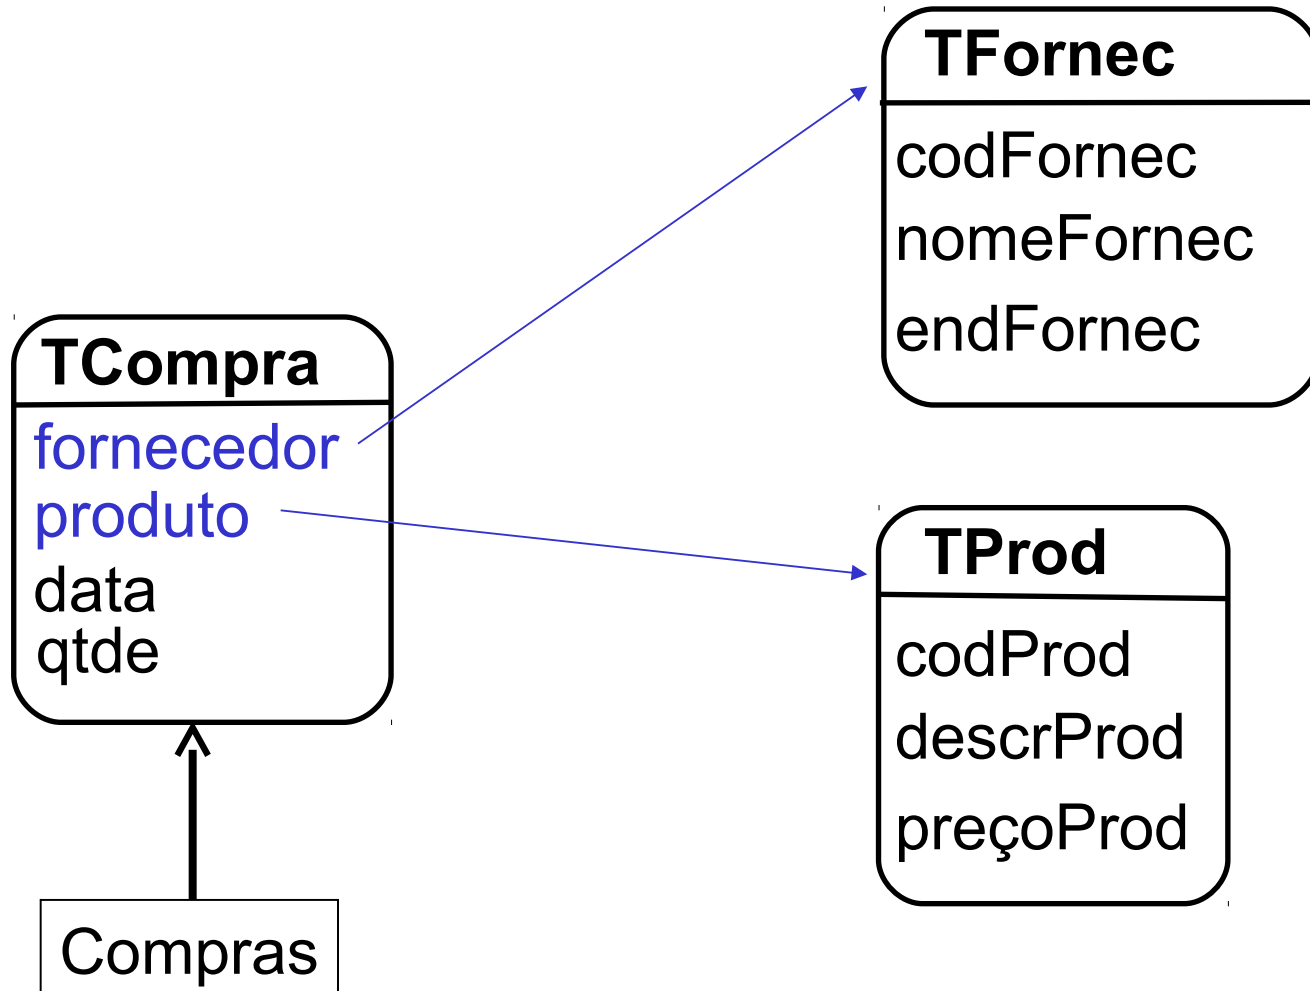 TFornec
codFornec
nomeFornec
endFornec
TCompra
fornecedor
produto
data
qtde
TProd
codProd
descrProd
preçoProd
Compras